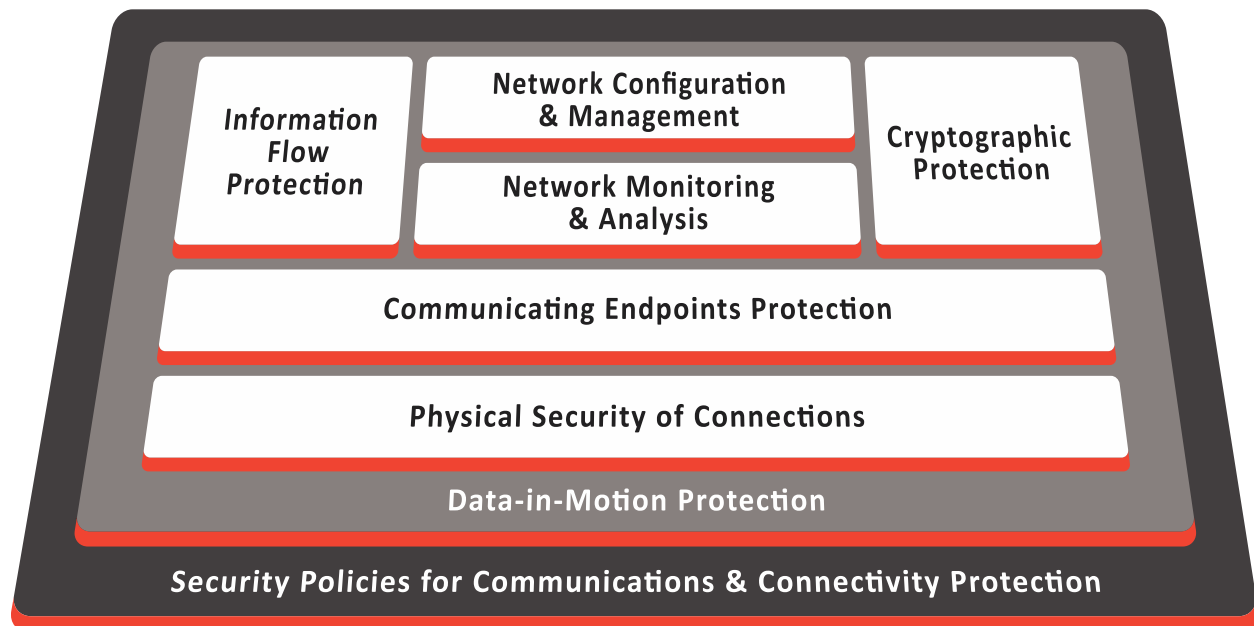 Information
Flow
Protection
Network Configuration
& Management
Network Monitoring
& Analysis
Cryptographic
Protection
Communicating Endpoints Protection
Physical Security of Connections
Data-in-Motion Protection
Security Policies for Communications & Connectivity Protection